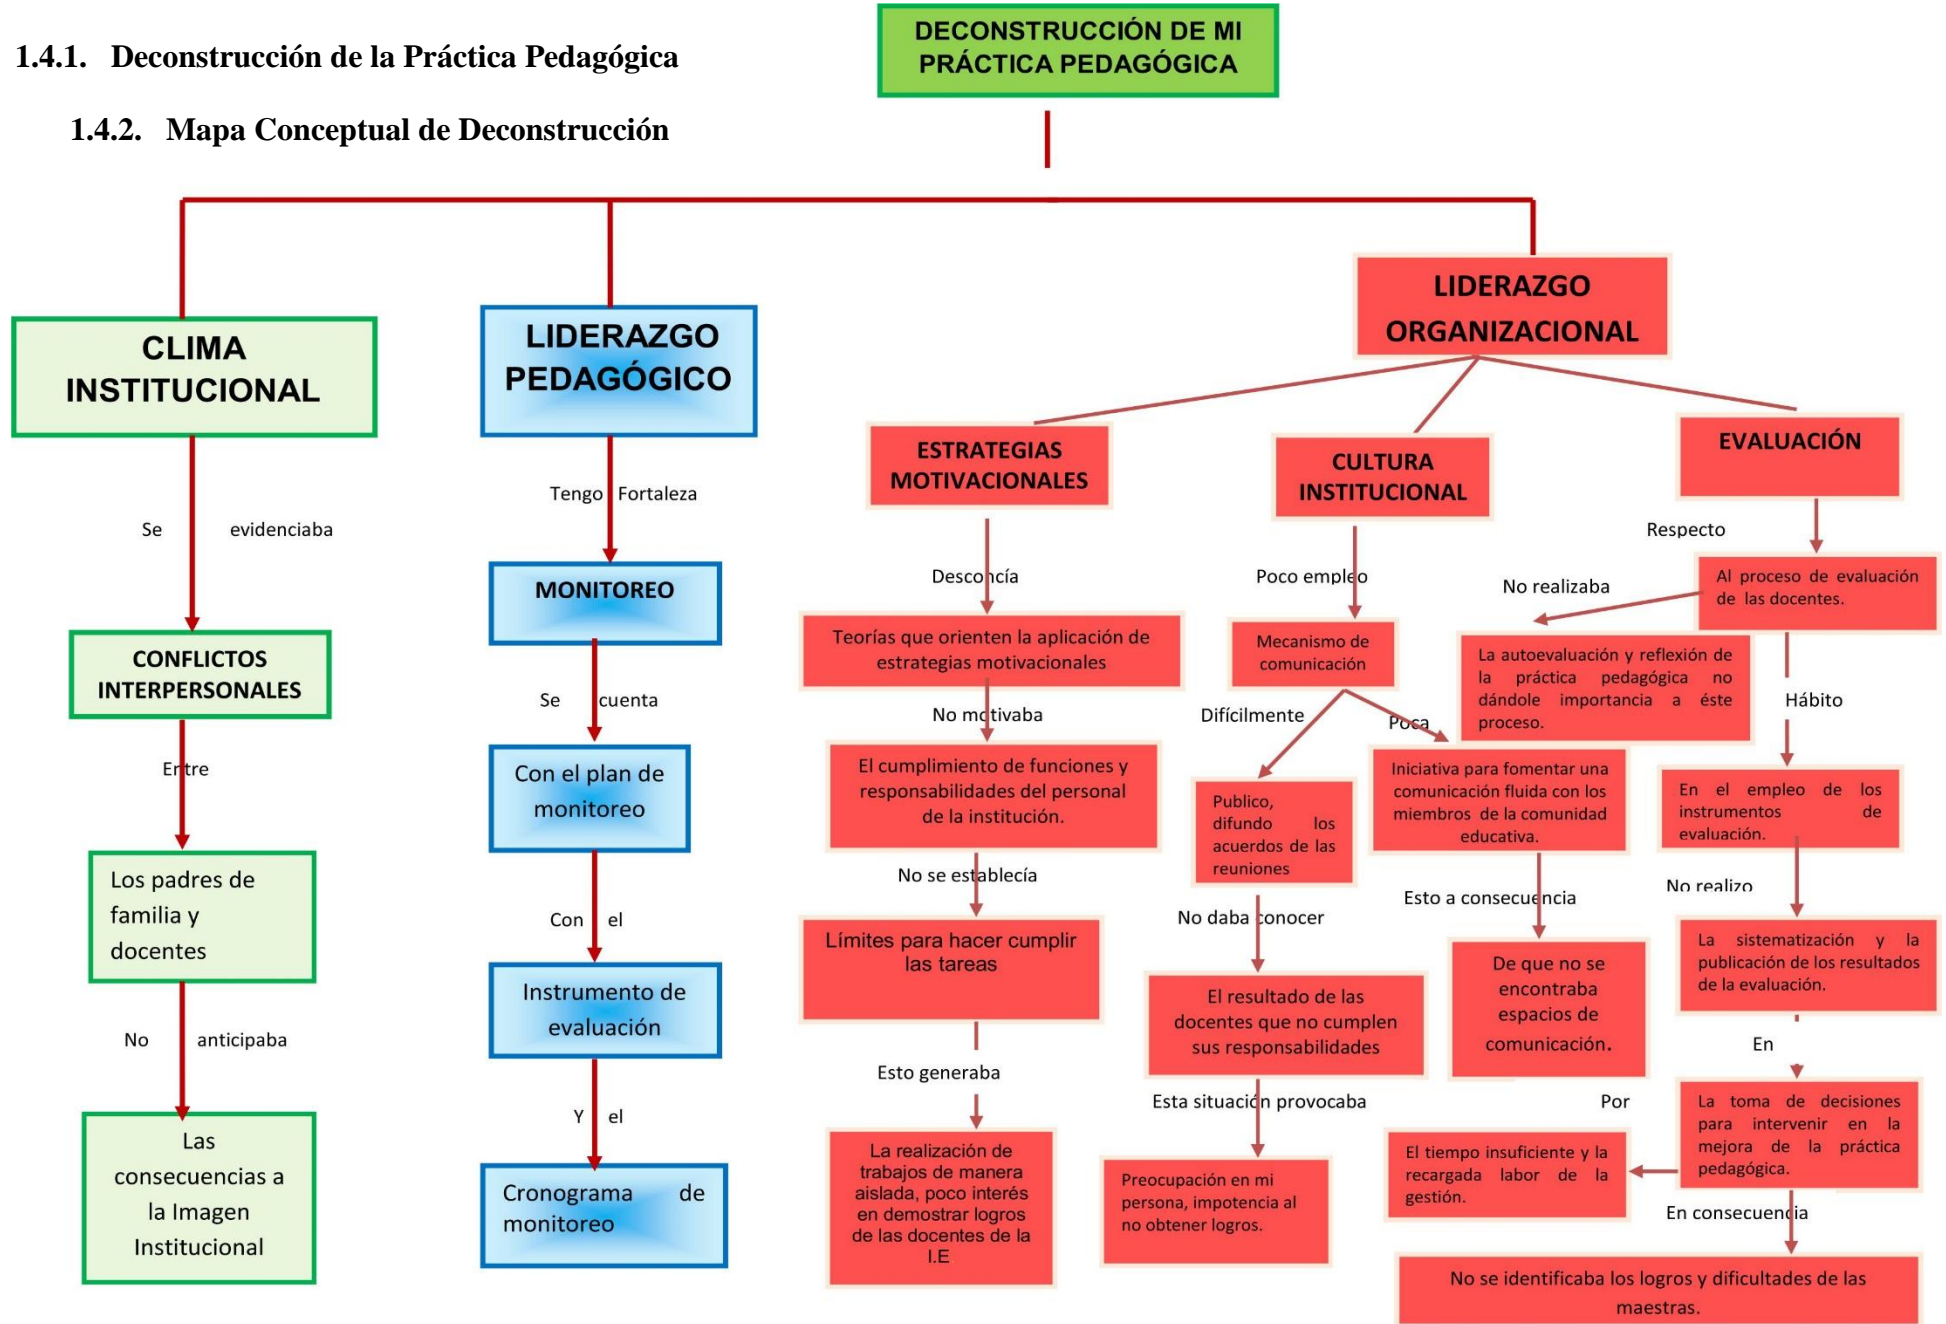 1.4.1. Deconstrucción de la Práctica Pedagógica
1.4.2. Mapa Conceptual de Deconstrucción
DECONSTRUCCIÓN DE MI
PRÁCTICA PEDAGÓGICA
CLIMA
INSTITUCIONAL
Se evidenciaba
CONFLICTOS
INTERPERSONALES
Entre
Los padres de
familia y
docentes
No anticipaba
Las
consecuencias a
la Imagen
Institucional
LIDERAZGO
PEDAGÓGICO
Tengo Fortaleza
MONITOREO
Se cuenta
Con el plan de
monitoreo
Con el
Instrumento de
evaluación
Y el
Cronograma de
monitoreo
LIDERAZGO
ORGANIZACIONAL
ESTRATEGIAS
MOTIVACIONALES
Desconcía
Teorías que orienten la aplicación de
estrategias motivacionales
No motivaba
El cumplimiento de funciones y
responsabilidades del personal
de la institución.
No se establecía
Límites para hacer cumplir
las tareas
Esto generaba
La realización de
trabajos de manera
aislada, poco interés
en demostrar logros
de las docentes de la
I.E
CULTURA
INSTITUCIONAL
Poco empleo
Mecanismo de
comunicación
Difícilmente
Publico,
difundo los
acuerdos de las
reuniones
No daba conocer
El resultado de las
docentes que no cumplen
sus responsabilidades
Esta situación provocaba
Preocupación en mi
persona, impotencia al
no obtener logros.
Poca
Iniciativa para fomentar una
comunicación fluida con los
miembros de la comunidad
educativa.
Esto a consecuencia
De que no se
encontraba
espacios de
comunicación.
EVALUACIÓN
Respecto
Al proceso de evaluación
de las docentes.
No realizaba
La autoevaluación y reflexión de
la práctica pedagógica no
dándole importancia a éste
proceso.
Hábito
En el empleo de los
instrumentos de
evaluación.
No realizo
La sistematización y la
publicación de los resultados
de la evaluación.
En
La toma de decisiones
para intervenir en la
mejora de la práctica
pedagógica.
Por
El tiempo insuficiente y la
recargada labor de la
gestión.
En consecuencia
No se identificaba los logros y dificultades de las
maestras.